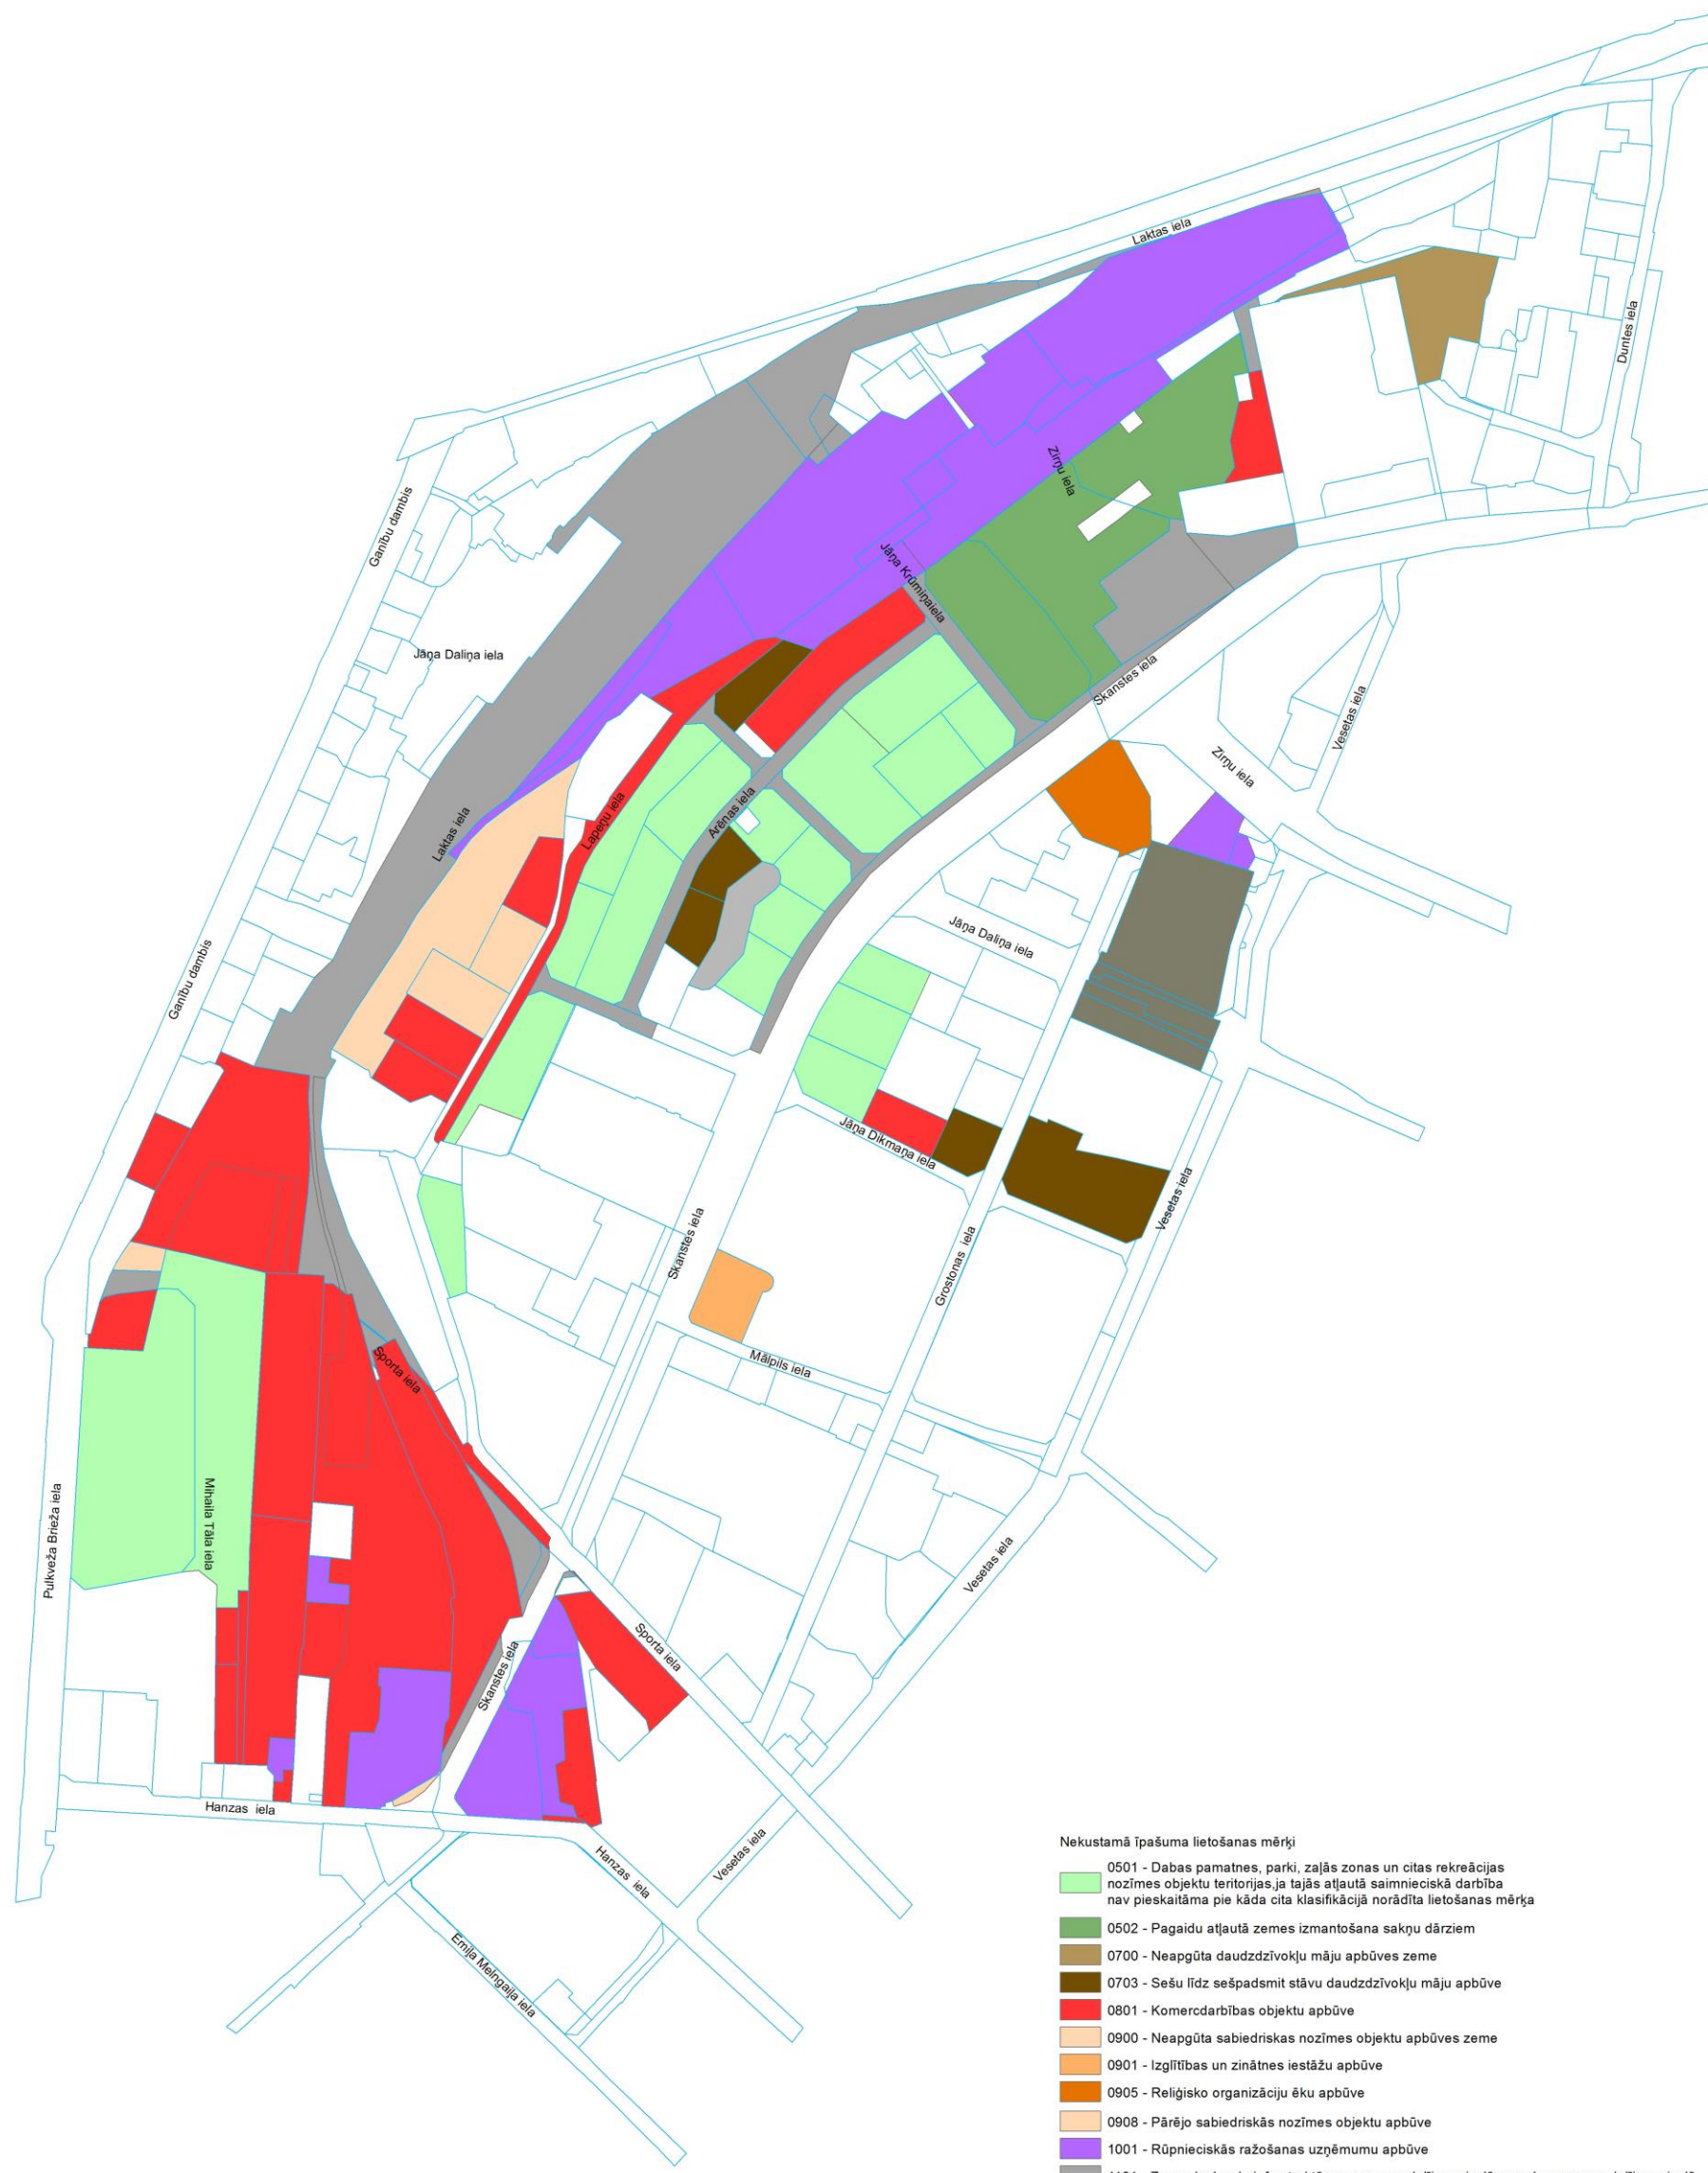 Laktas iela
Duntes iela
Zirņu iela
Ganību dambis
Jāņa Krūmiņaiela
Jāņa Daliņa iela
Skanstes iela
Vesetas iela
Zirņu iela
Laktas iela
Lapeņu iela
Arēnas iela
Jāņa Daliņa iela
Ganību dambis
Jāņa Dikmaņa iela
Vesetas iela
Skanstes iela
Grostonas iela
Mālpils iela
Sporta iela
Mihaila Tāla iela
Pulkveža Brieža iela
Vesetas iela
Sporta iela
Skanstes iela
Hanzas iela
Hanzas iela
Vesetas iela
Emiļa Melngaiļa iela
Nekustamā īpašuma lietošanas mērķi
0501 - Dabas pamatnes, parki, zaļās zonas un citas rekreācijas
nozīmes objektu teritorijas,ja tajās atļautā saimnieciskā darbība
nav pieskaitāma pie kāda cita klasifikācijā norādīta lietošanas mērķa
0502 - Pagaidu atļautā zemes izmantošana sakņu dārziem
0700 - Neapgūta daudzdzīvokļu māju apbūves zeme
0703 - Sešu līdz sešpadsmit stāvu daudzdzīvokļu māju apbūve
0801 - Komercdarbības objektu apbūve
0900 - Neapgūta sabiedriskas nozīmes objektu apbūves zeme
0901 - Izglītības un zinātnes iestāžu apbūve
0905 - Reliģisko organizāciju ēku apbūve
0908 - Pārējo sabiedriskās nozīmes objektu apbūve
1001 - Rūpnieciskās ražošanas uzņēmumu apbūve